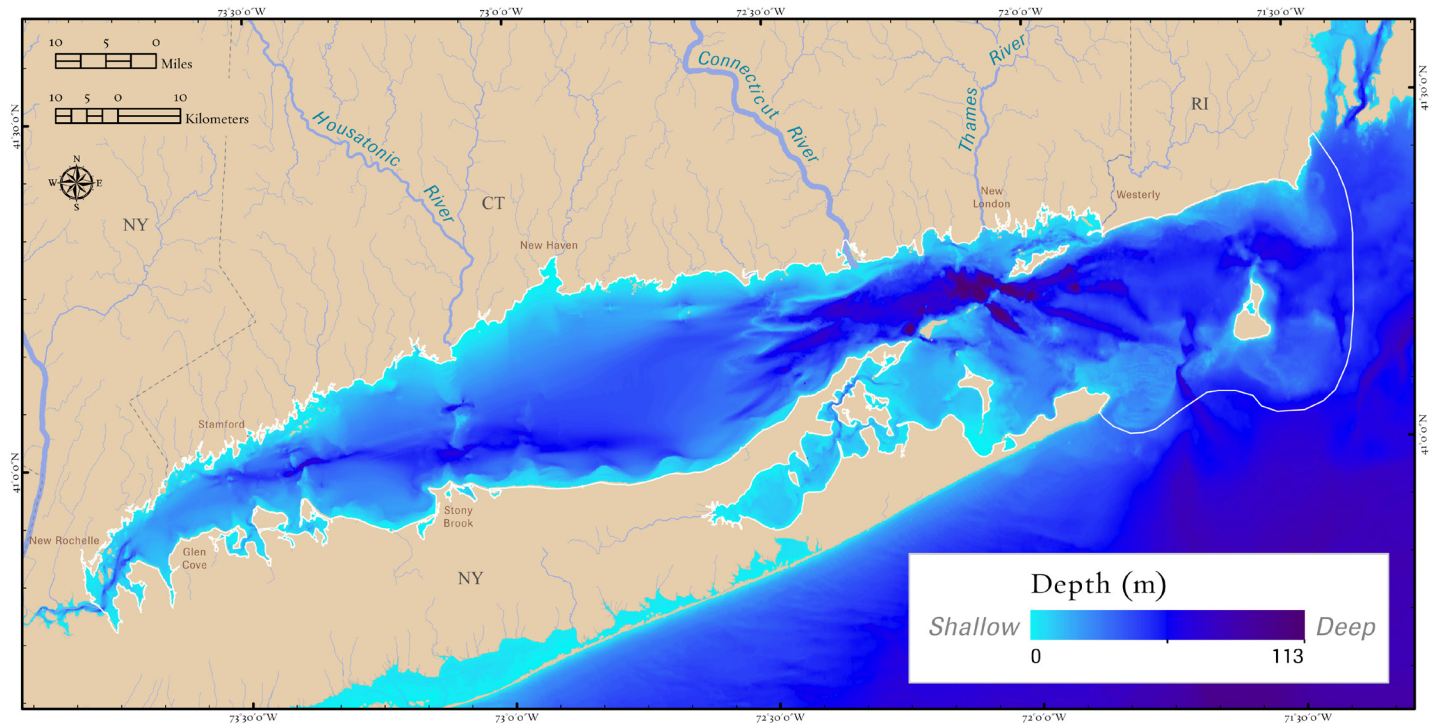 73°30'0"W 73°0'0"W 72°30'0"W 72°0'0"W 71°30'0"W
10 5 0
Miles
10 5 0 10
Kilometers
N
W E
S
41°30'0"N
41°30'0"N
Housatonic
River
Connecticut
River
Thames
River
NY
CT
RI
New
London
Westerly
New Haven
Stamford
41°0'0"N
41°0'0"N
Stony
Brook
New Rochelle
Glen
Cove
NY
Depth (m)
Shallow
Deep
0 113
73°30'0"W 73°0'0"W 72°30'0"W 72°0'0"W 71°30'0"W